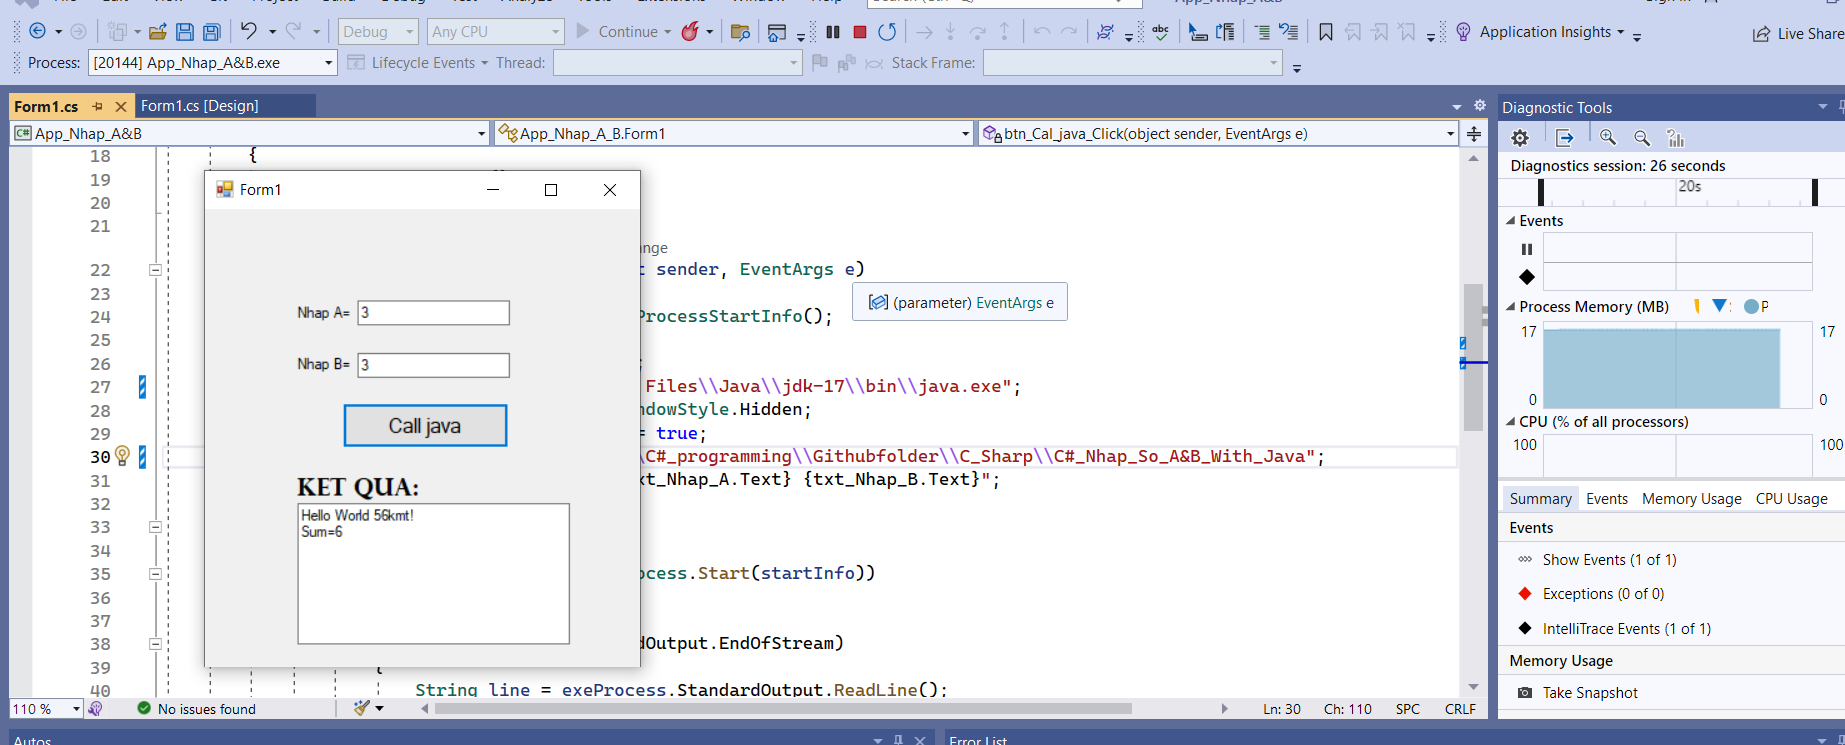 Debug
Any CPU
Continue
Application Insights
Live Share
Process:
[20144] App_Nhap_A&B.exe
Lifecycle Events
Thread:
Stack Frame:
Form1.cs
Form1.cs [Design]
App_Nhap_A&B
App_Nhap_A_B.Form1
btn_Cal_java_Click(object sender, EventArgs e)
18 {
19
20
21
22 sender, EventArgs e)
(parameter) EventArgs e
23
24 ProcessStartInfo();
25
26 ;
27 Files\\Java\\jdk-17\\bin\\java.exe";
28 .Hidden;
29 = true;
30 \C#_programming\\Githubfolder\\C_Sharp\\C#_Nhap_So_A&B_With_Java";
31 .Text} {txt_Nhap_B.Text}";
32
33
34
35 .Start(startInfo))
36
37
38 .EndOfStream)
39 {
40 String line = exeProcess.StandardOutput.ReadLine();
Form1
Nhap A= 3
Nhap B= 3
Call java
KET QUA:
Hello World 56kmt!
Sum=6
110 %
No issues found
Ln: 30 Ch: 110 SPC CRLF
Autos
Error List
Diagnostic Tools
Diagnostics session: 26 seconds
20s
Events
Process Memory (MB)
P
17 17
0 0
CPU (% of all processors)
100 100
Summary Events Memory Usage CPU Usage
Events
Show Events (1 of 1)
Exceptions (0 of 0)
IntelliTrace Events (1 of 1)
Memory Usage
Take Snapshot